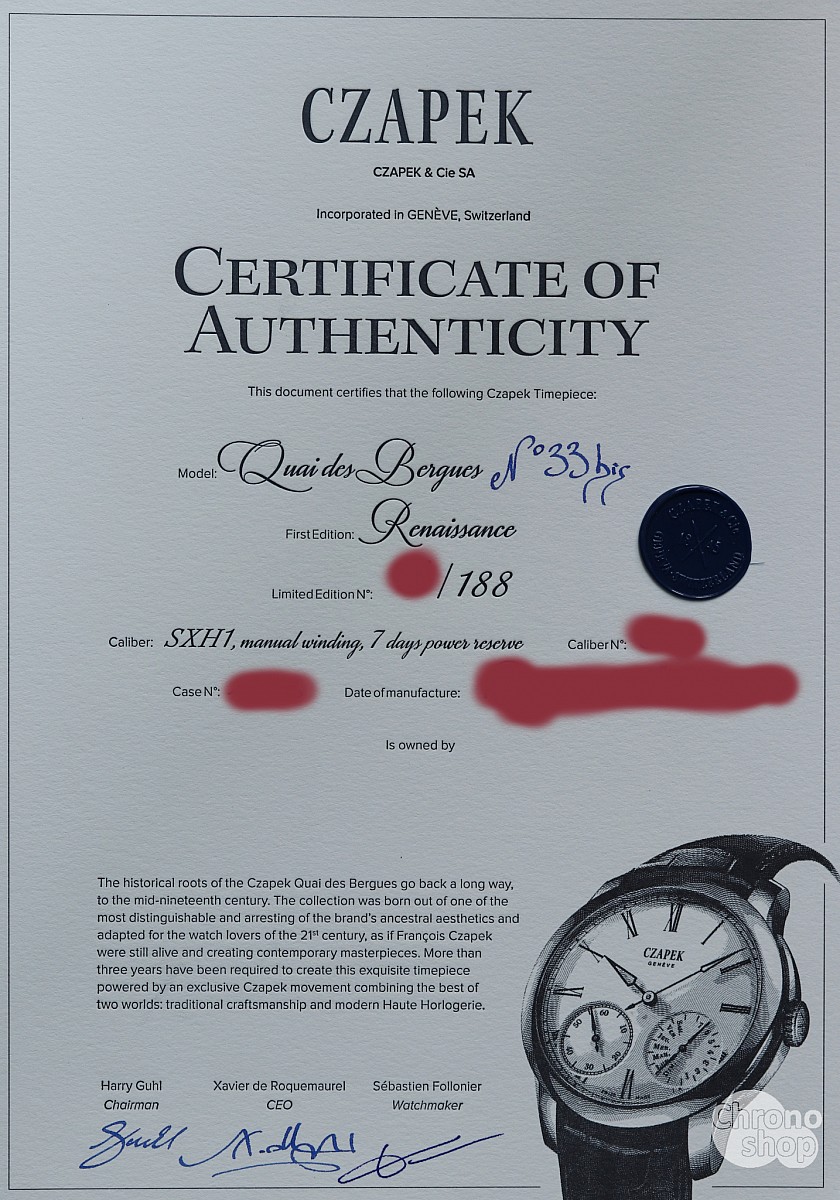 CZAPEK
CZAPEK & Cie SA
Incorporated in GENÈVE, Switzerland
CERTIFICATE OF
AUTHENTICITY
This document certifies that the following Czapek Timepiece:
Model: Quai des Bergues N° 33 bis
First Edition: Renaissance
Limited Edition N°: /188
Caliber: SXH1, manual winding, 7 days power reserve Caliber N°:
Case N°: Date of manufacture:
Is owned by
The historical roots of the Czapek Quai des Bergues go back a long way,
to the mid-nineteenth century. The collection was born out of one of the
most distinguishable and arresting of the brand's ancestral aesthetics and
adapted for the watch lovers of the 21st century, as if François Czapek
were still alive and creating contemporary masterpieces. More than
three years have been required to create this exquisite timepiece
powered by an exclusive Czapek movement combining the best of
two worlds: traditional craftsmanship and modern Haute Horlogerie.
CZAPEK
GENÈVE
60
10
20
30
40
50
Harry Guhl Xavier de Roquemaurel Sébastien Follonier
Chairman CEO Watchmaker
Chrono
shop